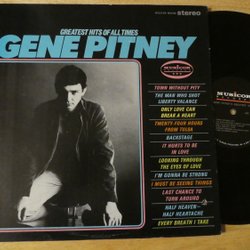 stereo
GREATEST HITS OF ALL TIMES
GENE PITNEY
MUSICOR
TOWN WITHOUT PITY
THE MAN WHO SHOT
LIBERTY VALANCE
ONLY LOVE CAN
BREAK A HEART
TWENTY-FOUR HOURS
FROM TULSA
BACKSTAGE
IT HURTS TO BE
IN LOVE
LOOKING THROUGH
THE EYES OF LOVE
I'M GONNA BE STRONG
I MUST BE SEEING THINGS
LAST CHANCE TO
TURN AROUND
HALF HEAVEN-
HALF HEARTACHE
EVERY BREATH I TAKE